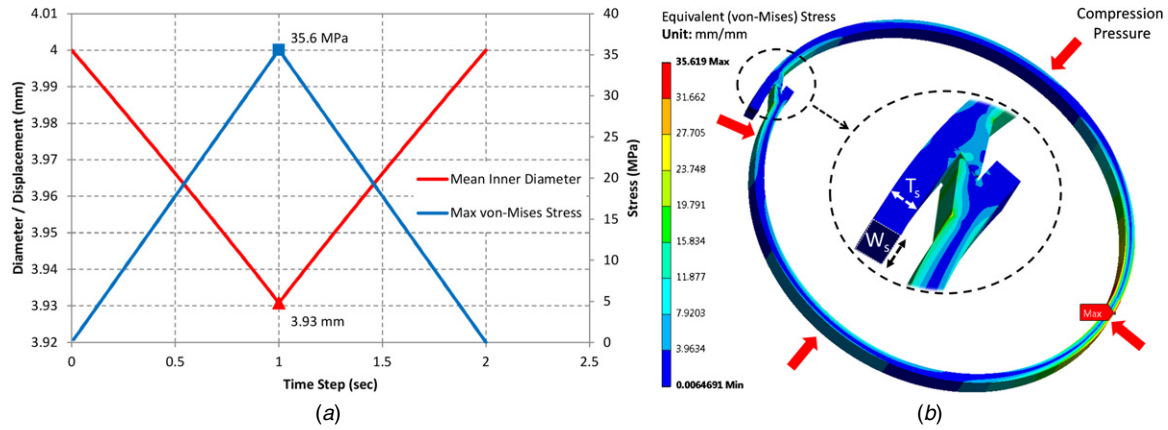 4.01
4
3.99
3.98
3.97
3.96
3.95
3.94
3.93
3.92
Diameter / Displacement (mm)
35.6 MPa
Mean Inner Diameter
Max von-Mises Stress
3.93 mm
0
0.5
1
1.5
2
2.5
Time Step (sec)
40
35
30
25
20
15
10
5
0
Stress (MPa)
(a)
Equivalent (von-Mises) Stress
Unit: mm/mm
35.619 Max
31.662
27.705
23.748
19.791
15.834
11.877
7.9203
3.9634
0.0064691 Min
Compression
Pressure
Ts
Ws
Max
(b)